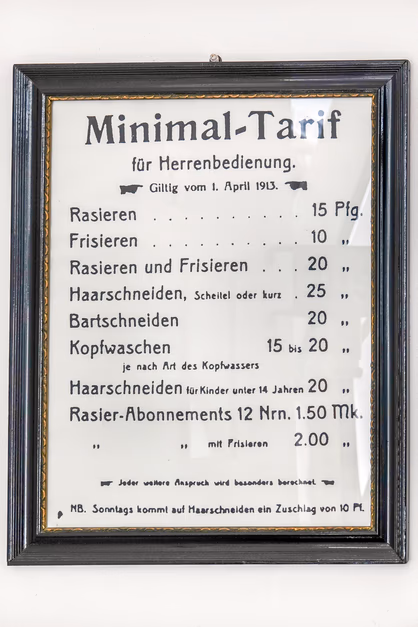 Minimal-Tarif
für Herrenbedienung.
Giltig vom 1. April 1913.
Rasieren . . . . . . . . . . 15 Pfg.
Frisieren . . . . . . . . . . 10 „
Rasieren und Frisieren . . . 20 „
Haarschneiden, Scheitel oder kurz . 25 „
Bartschneiden 20 „
Kopfwaschen 15 bis 20 „
je nach Art des Kopfwassers
Haarschneiden für Kinder unter 14 Jahren 20 „
Rasier-Abonnements 12 Nrn. 1.50 Mk.
„ „ mit Frisieren 2.00 „
Jeder weitere Anspruch wird besonders berechnet.
NB. Sonntags kommt auf Haarschneiden ein Zuschlag von 10 Pf.